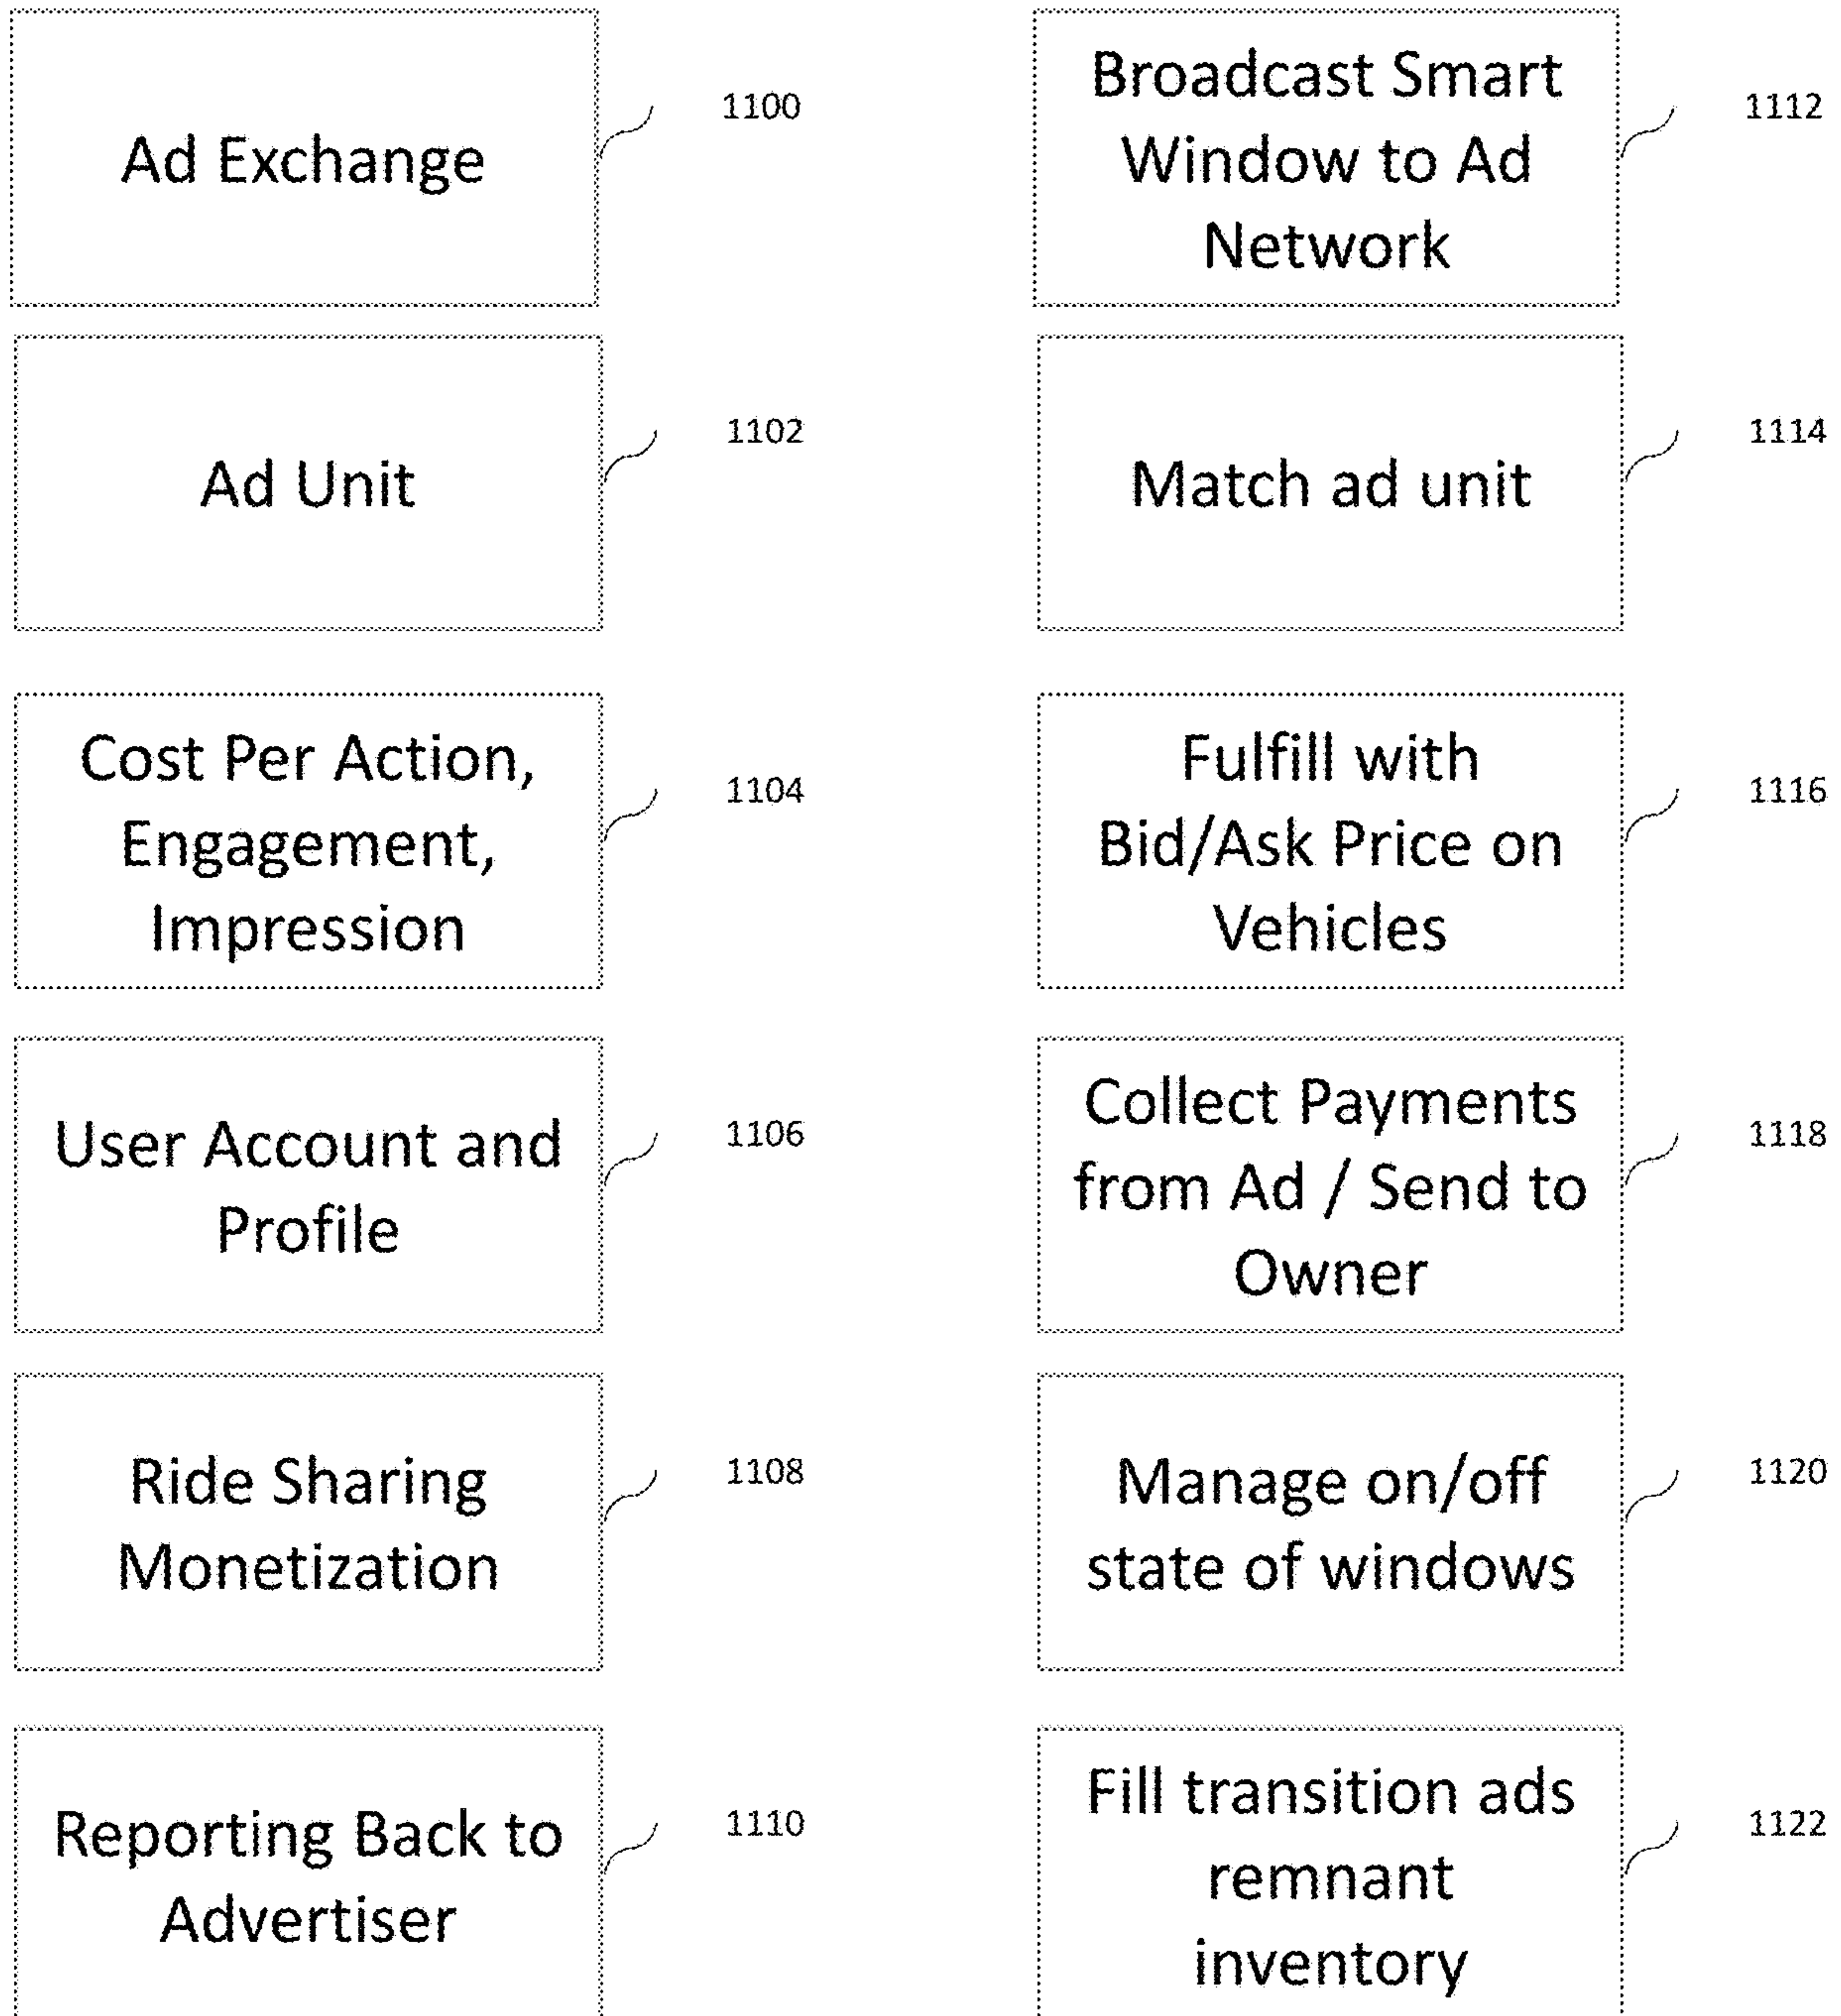 Ad Exchange
1100
Broadcast Smart
Window to Ad
Network
1112
Ad Unit
1102
Match ad unit
1114
Cost Per Action,
Engagement,
Impression
1104
Fulfill with
Bid/Ask Price on
Vehicles
1116
User Account and
Profile
1106
Collect Payments
from Ad / Send to
Owner
1118
Ride Sharing
Monetization
1108
Manage on/off
state of windows
1120
Reporting Back to
Advertiser
1110
Fill transition ads
remnant
inventory
1122